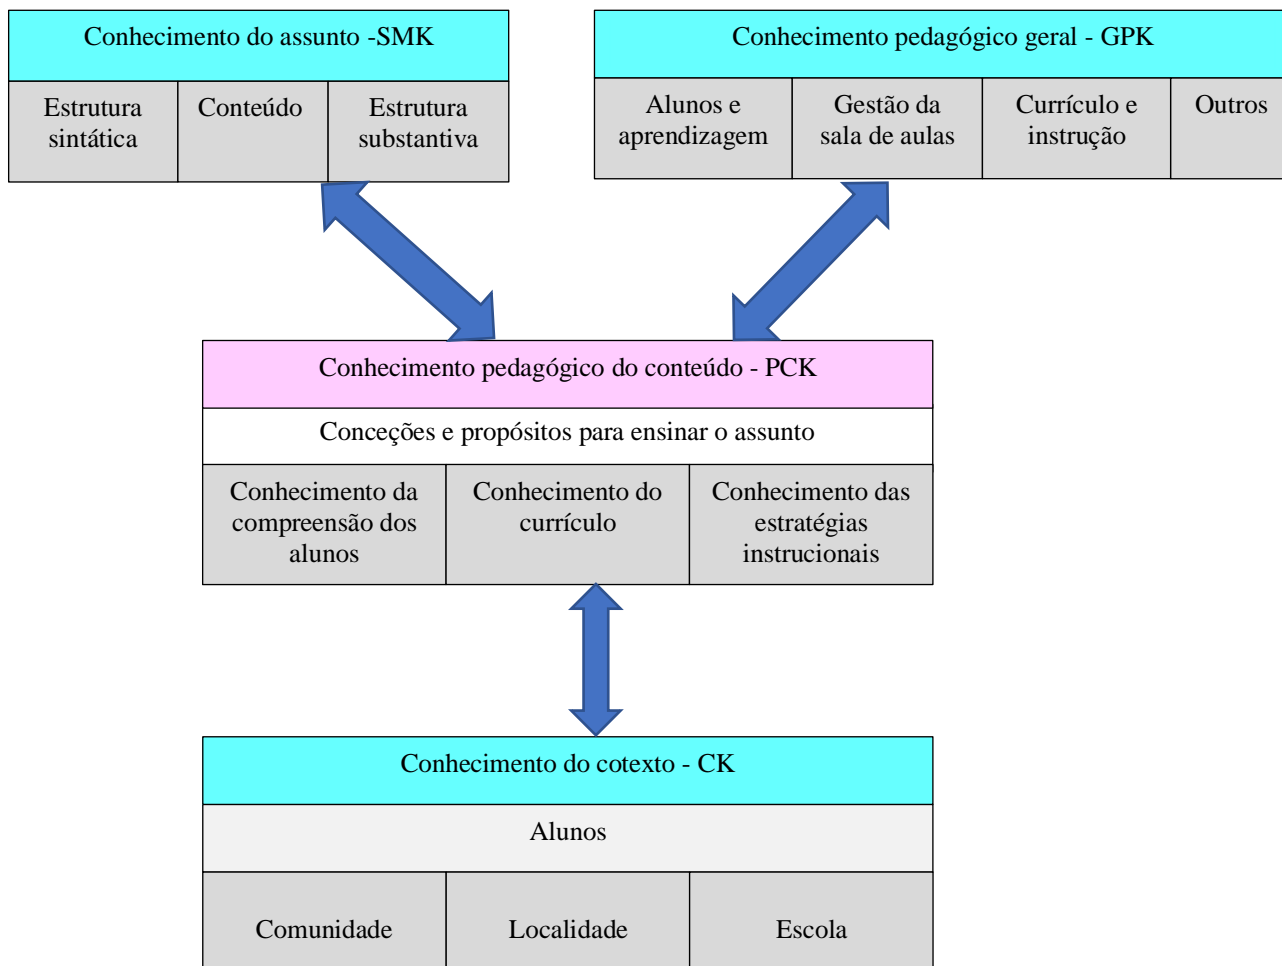 Conhecimento do assunto -SMK
Estrutura
sintática
Conteúdo
Estrutura
substantiva
Conhecimento pedagógico geral - GPK
Alunos e
aprendizagem
Gestão da
sala de aulas
Currículo e
instrução
Outros
Conhecimento pedagógico do conteúdo - PCK
Conceções e propósitos para ensinar o assunto
Conhecimento da
compreensão dos
alunos
Conhecimento do
currículo
Conhecimento das
estratégias
instrucionais
Conhecimento do cotexto - CK
Alunos
Comunidade
Localidade
Escola